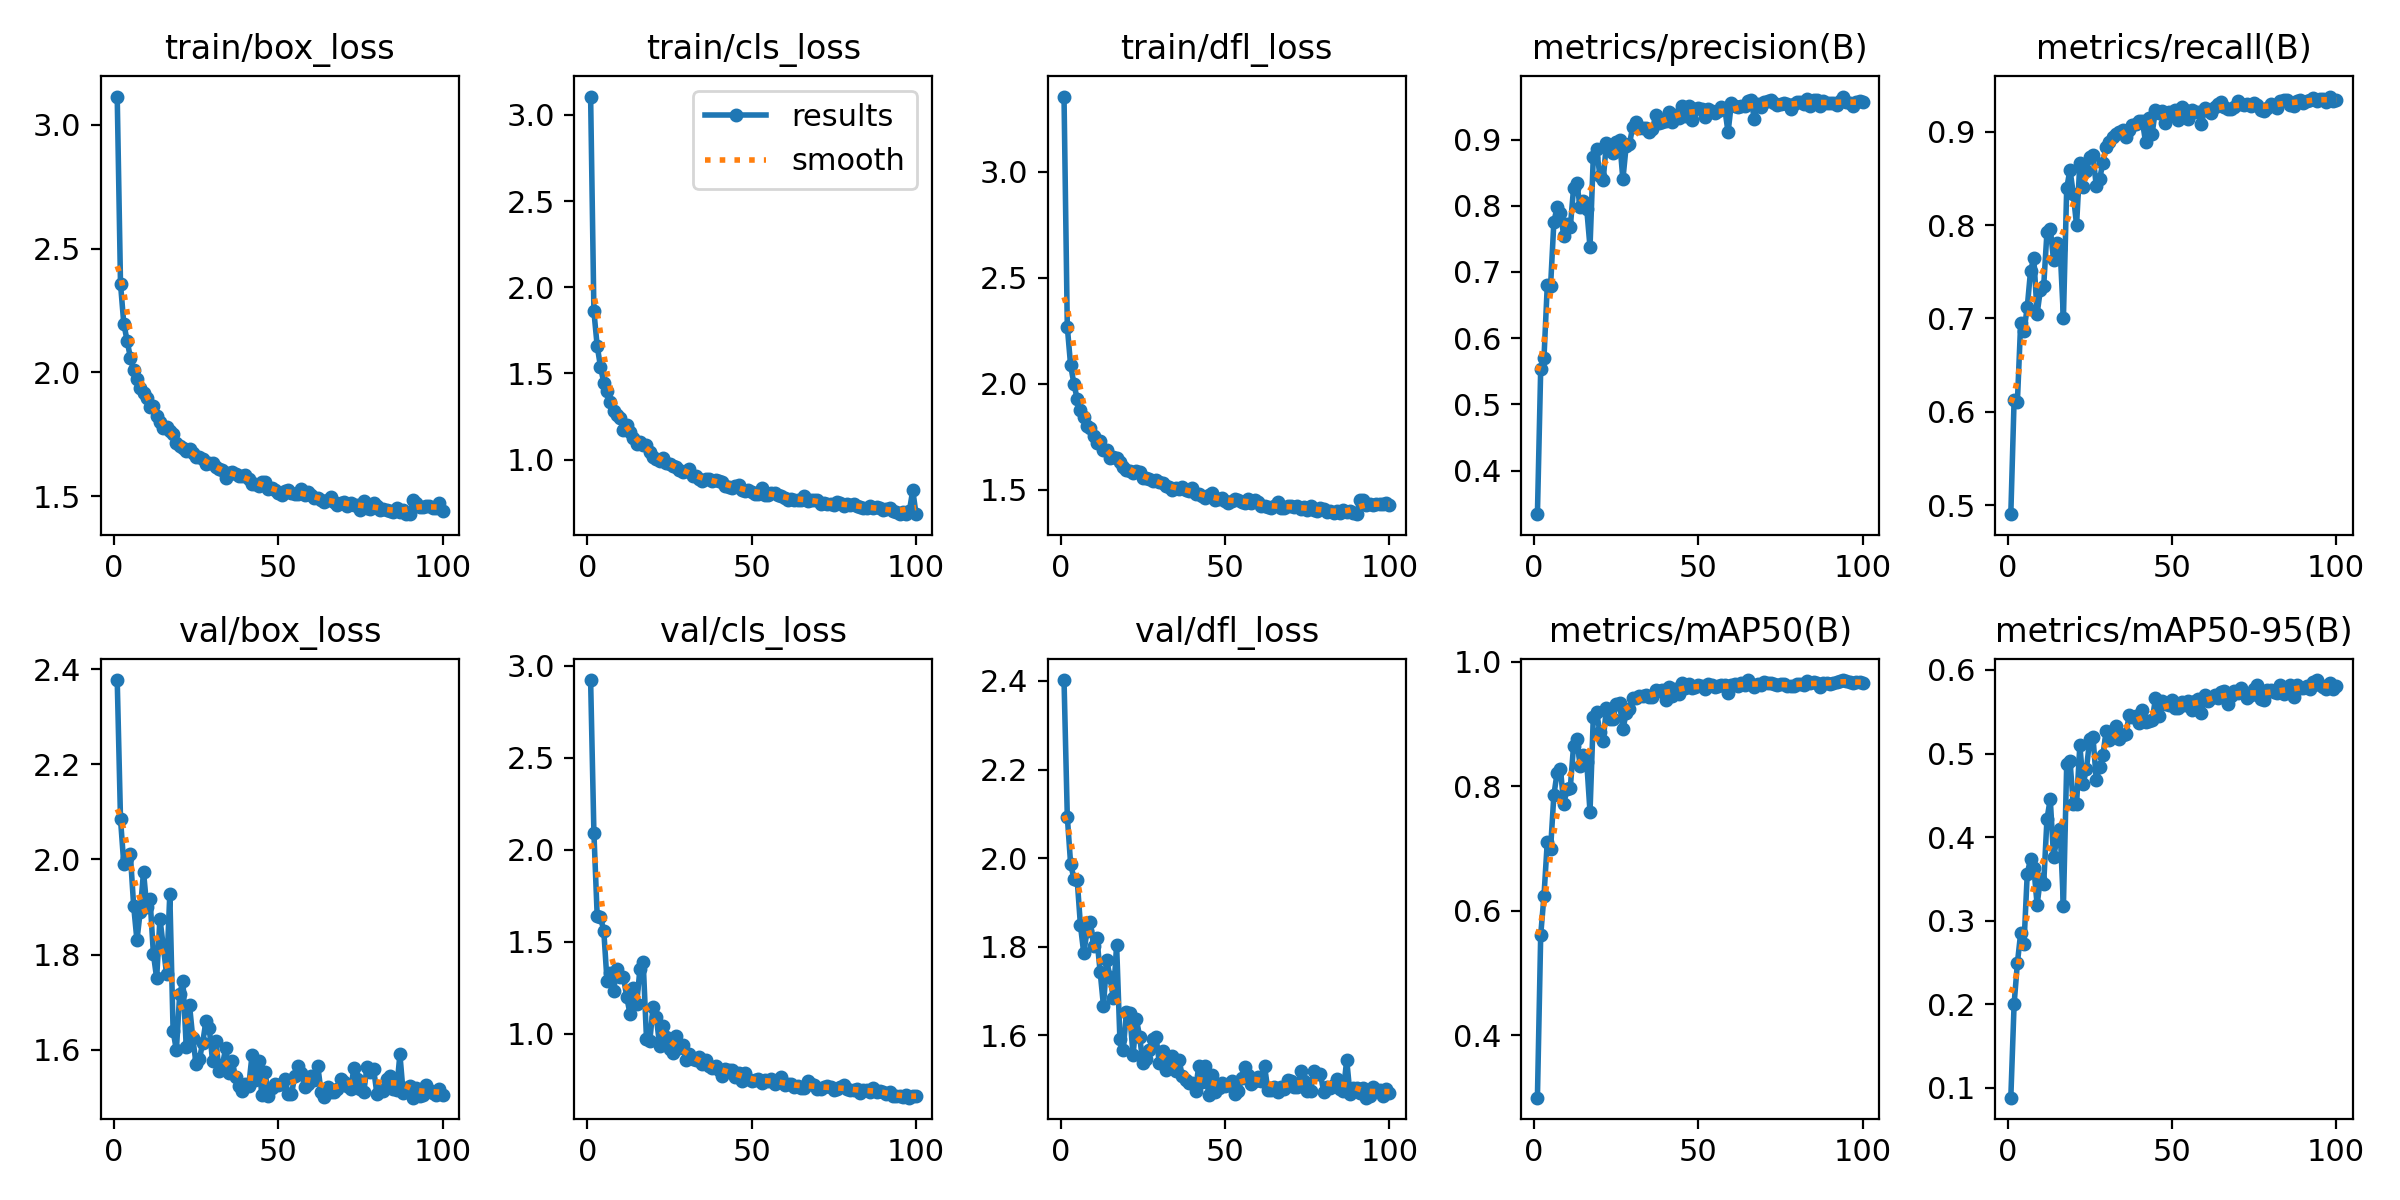 train/box_loss
3.0
2.5
2.0
1.5
0 50 100
train/cls_loss
results
smooth
3.0
2.5
2.0
1.5
1.0
0 50 100
train/dfl_loss
3.0
2.5
2.0
1.5
0 50 100
metrics/precision(B)
0.9
0.8
0.7
0.6
0.5
0.4
0 50 100
metrics/recall(B)
0.9
0.8
0.7
0.6
0.5
0 50 100
val/box_loss
2.4
2.2
2.0
1.8
1.6
0 50 100
val/cls_loss
3.0
2.5
2.0
1.5
1.0
0 50 100
val/dfl_loss
2.4
2.2
2.0
1.8
1.6
0 50 100
metrics/mAP50(B)
1.0
0.8
0.6
0.4
0 50 100
metrics/mAP50-95(B)
0.6
0.5
0.4
0.3
0.2
0.1
0 50 100